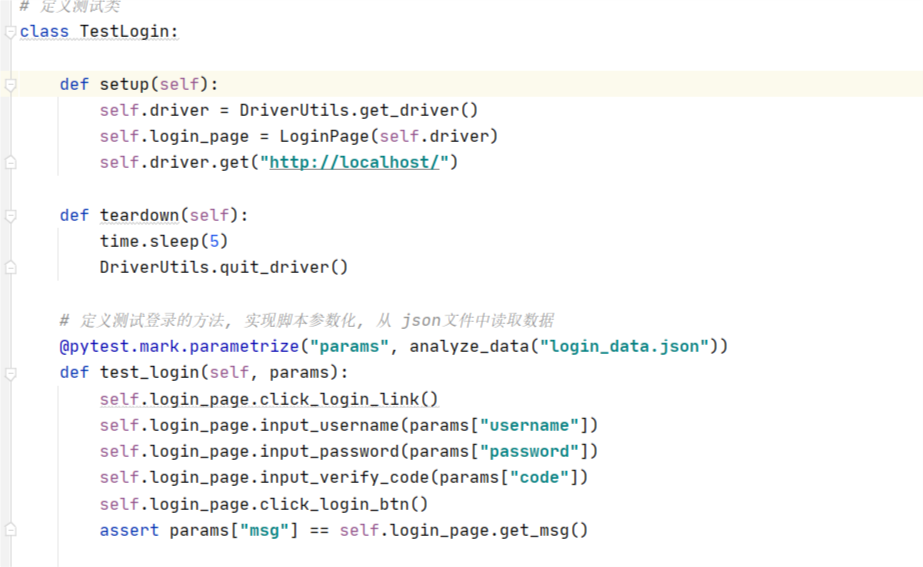 # 定义测试类
class TestLogin:
def setup(self):
self.driver = DriverUtils.get_driver()
self.login_page = LoginPage(self.driver)
self.driver.get("http://localhost/")
def teardown(self):
time.sleep(5)
DriverUtils.quit_driver()
# 定义测试登录的方法, 实现脚本参数化, 从 json文件中读取数据
@pytest.mark.parametrize("params", analyze_data("login_data.json"))
def test_login(self, params):
self.login_page.click_login_link()
self.login_page.input_username(params["username"])
self.login_page.input_password(params["password"])
self.login_page.input_verify_code(params["code"])
self.login_page.click_login_btn()
assert params["msg"] == self.login_page.get_msg()